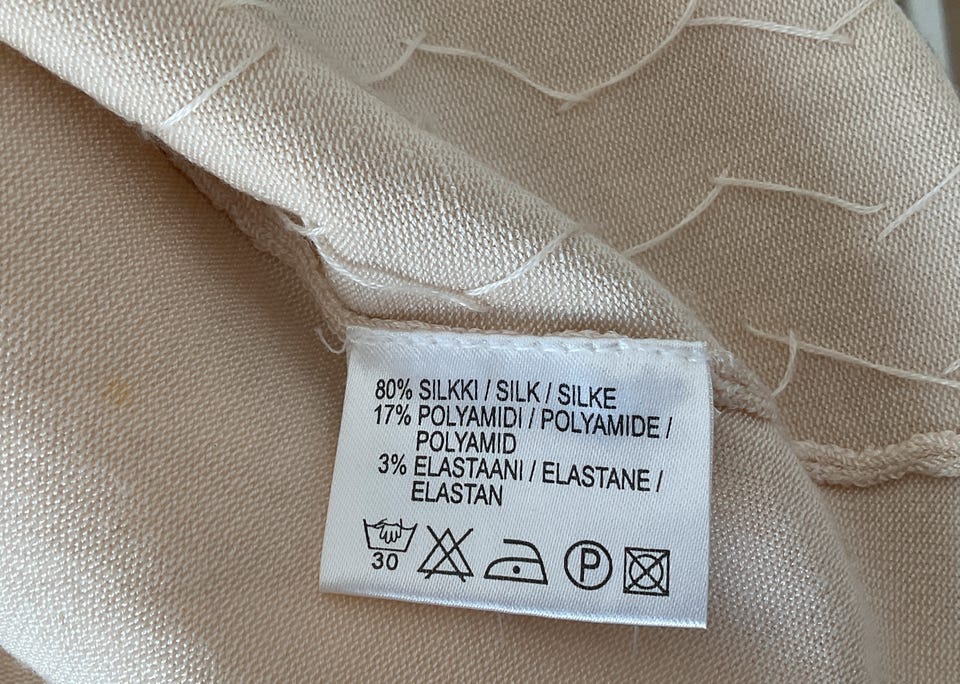 80% SILKKI / SILK / SILKE
17% POLYAMIDI / POLYAMIDE /
POLYAMID
3% ELASTAANI / ELASTANE /
ELASTAN
30 P